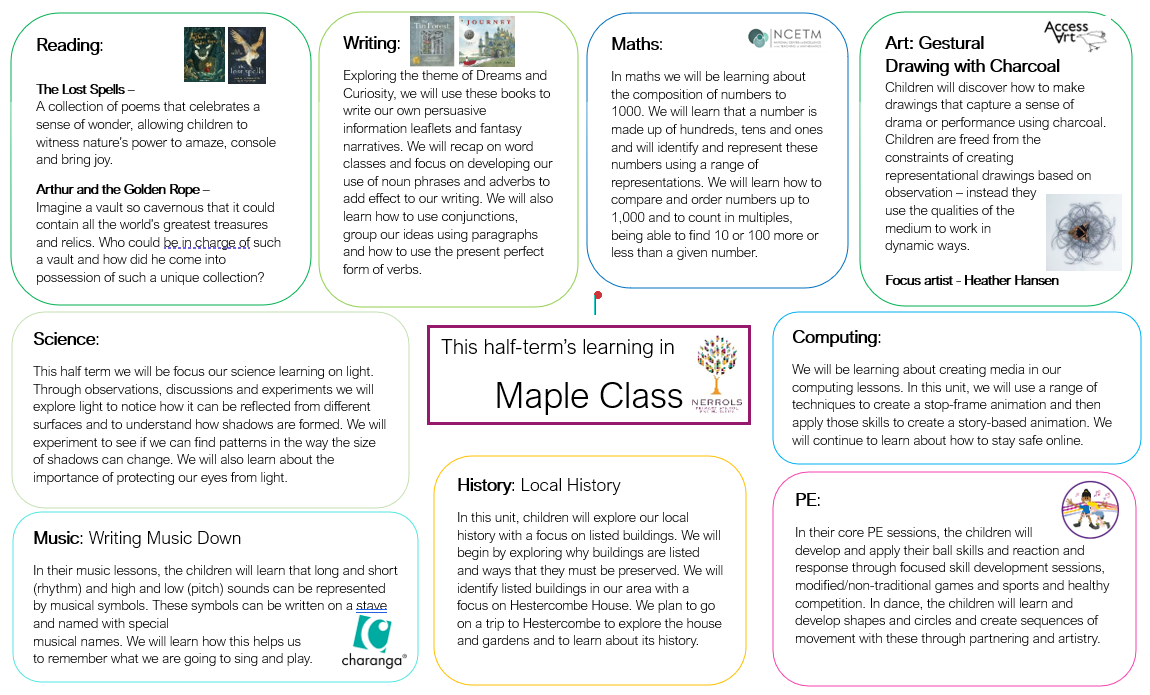 Reading:
The Lost Spells –
A collection of poems that celebrates a
sense of wonder, allowing children to
witness nature's power to amaze, console
and bring joy.
Arthur and the Golden Rope –
Imagine a vault so cavernous that it could
contain all the world's greatest treasures
and relics. Who could be in charge of such
a vault and how did he come into
possession of such a unique collection?
Writing:
Tin Forest
JOURNEY
Exploring the theme of Dreams and
Curiosity, we will use these books to
write our own persuasive
information leaflets and fantasy
narratives. We will recap on word
classes and focus on developing our
use of noun phrases and adverbs to
add effect to our writing. We will also
learn how to use conjunctions,
group our ideas using paragraphs
and how to use the present perfect
form of verbs.
Maths:
NCETM
In maths we will be learning about
the composition of numbers to
1000. We will learn that a number is
made up of hundreds, tens and ones
and will identify and represent these
numbers using a range of
representations. We will learn how to
compare and order numbers up to
1,000 and to count in multiples,
being able to find 10 or 100 more or
less than a given number.
Access
Art
Art: Gestural
Drawing with Charcoal
Children will discover how to make
drawings that capture a sense of
drama or performance using charcoal.
Children are freed from the
constraints of creating
representational drawings based on
observation – instead they
use the qualities of the
medium to work in
dynamic ways.
Focus artist - Heather Hansen
Science:
This half term we will be focus our science learning on light.
Through observations, discussions and experiments we will
explore light to notice how it can be reflected from different
surfaces and to understand how shadows are formed. We will
experiment to see if we can find patterns in the way the size
of shadows can change. We will also learn about the
importance of protecting our eyes from light.
This half-term's learning in
Maple Class
NERROLS
Computing:
We will be learning about creating media in our
computing lessons. In this unit, we will use a range of
techniques to create a stop-frame animation and then
apply those skills to create a story-based animation. We
will continue to learn about how to stay safe online.
Music: Writing Music Down
In their music lessons, the children will learn that long and short
(rhythm) and high and low (pitch) sounds can be represented
by musical symbols. These symbols can be written on a stave
and named with special
musical names. We will learn how this helps us
to remember what we are going to sing and play.
charanga®
History: Local History
In this unit, children will explore our local
history with a focus on listed buildings. We will
begin by exploring why buildings are listed
and ways that they must be preserved. We will
identify listed buildings in our area with a
focus on Hestercombe House. We plan to go
on a trip to Hestercombe to explore the house
and gardens and to learn about its history.
PE:
In their core PE sessions, the children will
develop and apply their ball skills and reaction and
response through focused skill development sessions,
modified/non-traditional games and sports and healthy
competition. In dance, the children will learn and
develop shapes and circles and create sequences of
movement with these through partnering and artistry.